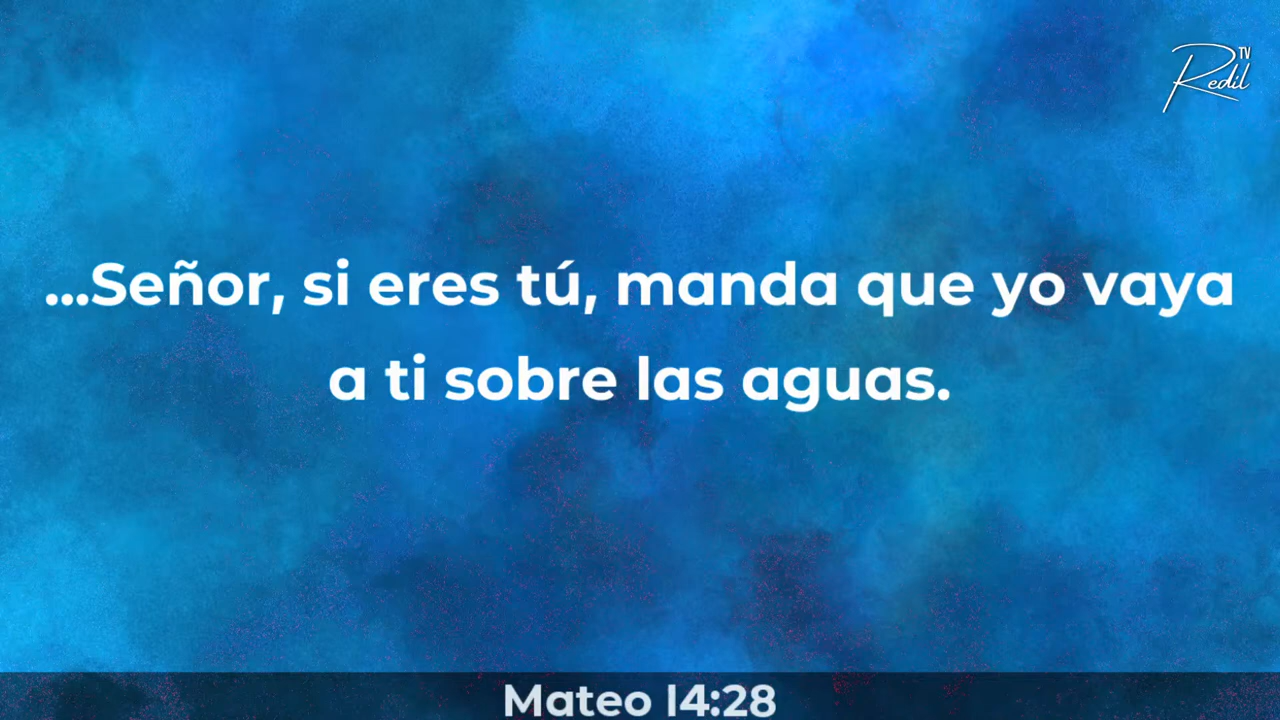 TV
Redil
...Señor, si eres tú, manda que yo vaya
a ti sobre las aguas.
Mateo 14:28